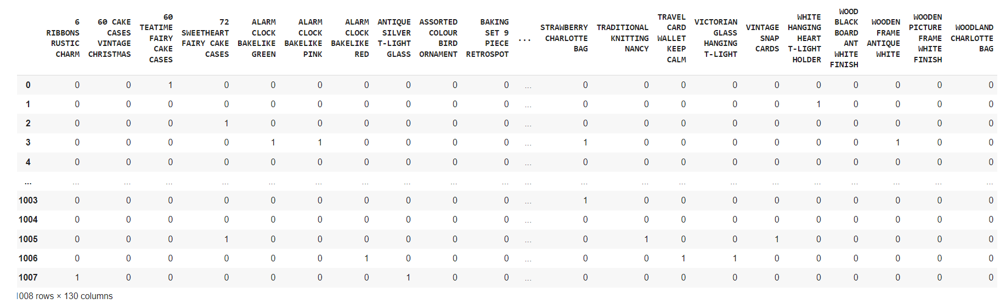 6
RIBBONS
RUSTIC
CHARM
60 CAKE
CASES
VINTAGE
CHRISTMAS
60
TEATIME
FAIRY
CAKE
CASES
72
SWEETHEART
FAIRY CAKE
CASES
ALARM
CLOCK
BAKELIKE
GREEN
ALARM
CLOCK
BAKELIKE
PINK
ALARM
CLOCK
BAKELIKE
RED
ANTIQUE
SILVER
T-LIGHT
GLASS
ASSORTED
COLOUR
BIRD
ORNAMENT
BAKING
SET 9
PIECE
RETROSPOT
...
STRAWBERRY
CHARLOTTE
BAG
TRADITIONAL
KNITTING
NANCY
TRAVEL
CARD
WALLET
KEEP
CALM
VICTORIAN
GLASS
HANGING
T-LIGHT
VINTAGE
SNAP
CARDS
WHITE
HANGING
HEART
T-LIGHT
HOLDER
WOOD
BLACK
BOARD
ANT
WHITE
FINISH
WOODEN
FRAME
ANTIQUE
WHITE
WOODEN
PICTURE
FRAME
WHITE
FINISH
WOODLAND
CHARLOTTE
BAG
0 0 0 1 0 0 0 0 0 0 0 ... 0 0 0 0 0 0 0 0 0 0
1 0 0 0 0 0 0 0 0 0 0 ... 0 0 0 0 0 1 0 0 0 0
2 0 0 0 1 0 0 0 0 0 0 ... 0 0 0 0 0 0 0 0 0 0
3 0 0 0 0 1 1 0 0 0 0 ... 1 0 0 0 0 0 0 1 0 0
4 0 0 0 0 0 0 0 0 0 0 ... 0 0 0 0 0 0 0 0 0 0
... ... ... ... ... ... ... ... ... ... ... ... ... ... ... ... ... ... ... ... ... ...
1003 0 0 0 0 0 0 0 0 0 0 ... 1 0 0 0 0 0 0 0 0 0
1004 0 0 0 0 0 0 0 0 0 0 ... 0 0 0 0 0 0 0 0 0 0
1005 0 0 0 1 0 0 0 0 0 0 ... 0 1 0 0 1 0 0 0 0 0
1006 0 0 0 0 0 0 1 0 0 0 ... 0 0 1 1 0 0 0 0 0 0
1007 1 0 0 0 0 0 0 1 0 0 ... 0 0 0 0 0 0 0 0 0 0
1008 rows × 130 columns